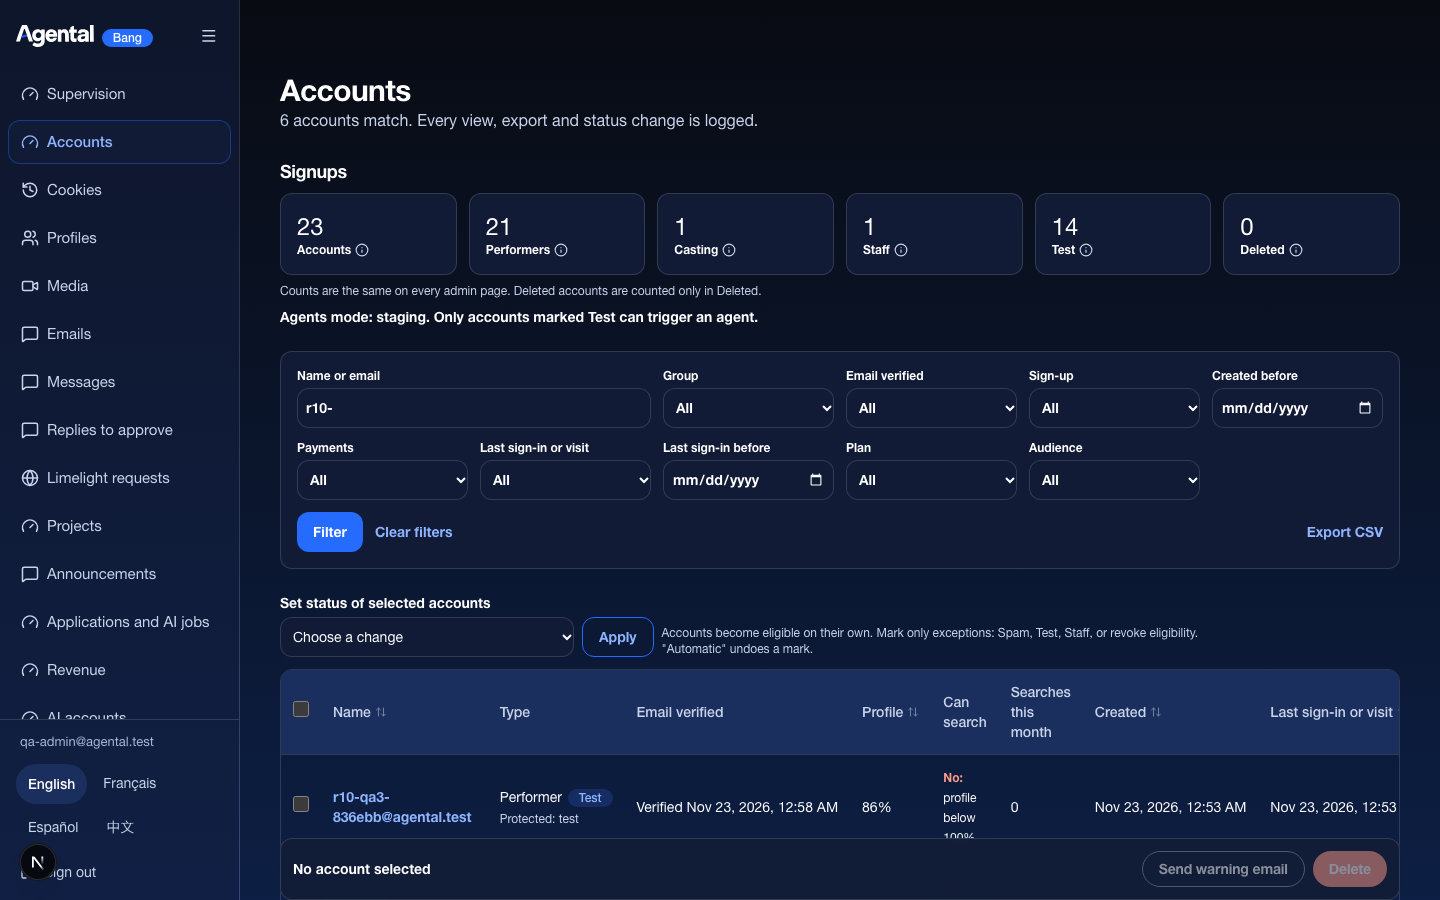 Agental Bang
Supervision
Accounts
Cookies
Profiles
Media
Emails
Messages
Replies to approve
Limelight requests
Projects
Announcements
Applications and AI jobs
Revenue
AI accounts
qa-admin@agental.test
English Français
Español 中文
N
ign out
Accounts
6 accounts match. Every view, export and status change is logged.
Signups
23
Accounts
21
Performers
1
Casting
1
Staff
14
Test
0
Deleted
Counts are the same on every admin page. Deleted accounts are counted only in Deleted.
Agents mode: staging. Only accounts marked Test can trigger an agent.
Name or email Group Email verified Sign-up Created before
r10- All All All mm/dd/yyyy
Payments Last sign-in or visit Last sign-in before Plan Audience
All All mm/dd/yyyy All All
Filter Clear filters Export CSV
Set status of selected accounts
Choose a change Apply
Accounts become eligible on their own. Mark only exceptions: Spam, Test, Staff, or revoke eligibility.
"Automatic" undoes a mark.
Name Type Email verified Profile Can search Searches this month Created Last sign-in or visit
r10-qa3-
836ebb@agental.test
Performer Test
Protected: test
Verified Nov 23, 2026, 12:58 AM
86%
No:
profile
below
100%
0
Nov 23, 2026, 12:53 AM
Nov 23, 2026, 12:53
No account selected Send warning email Delete